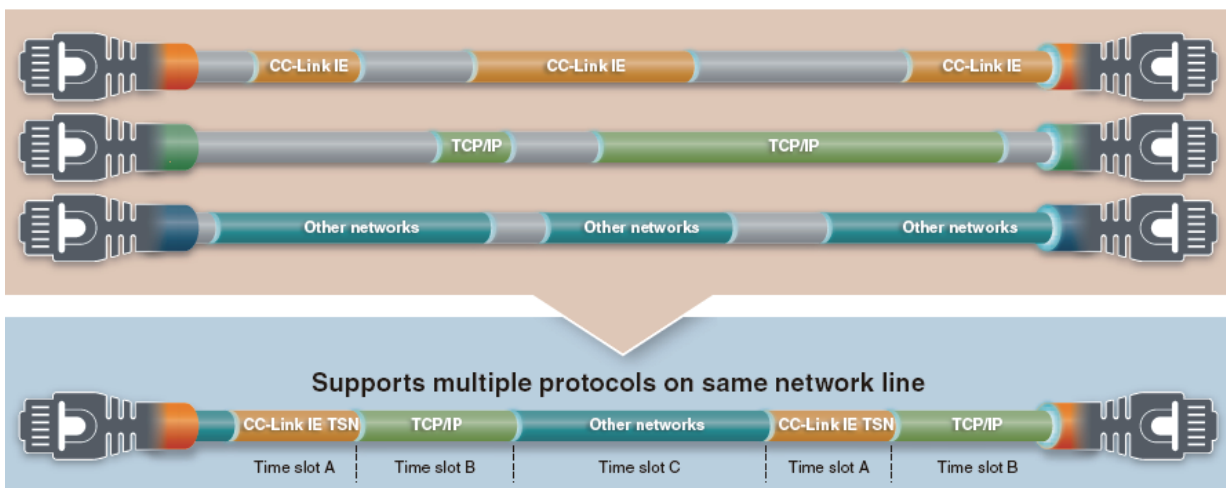 CC-Link IE CC-Link IE CC-Link IE
TCP/IP TCP/IP
Other networks Other networks Other networks
Supports multiple protocols on same network line
CC-Link IE TSN TCP/IP Other networks CC-Link IE TSN TCP/IP
Time slot A Time slot B Time slot C Time slot A Time slot B